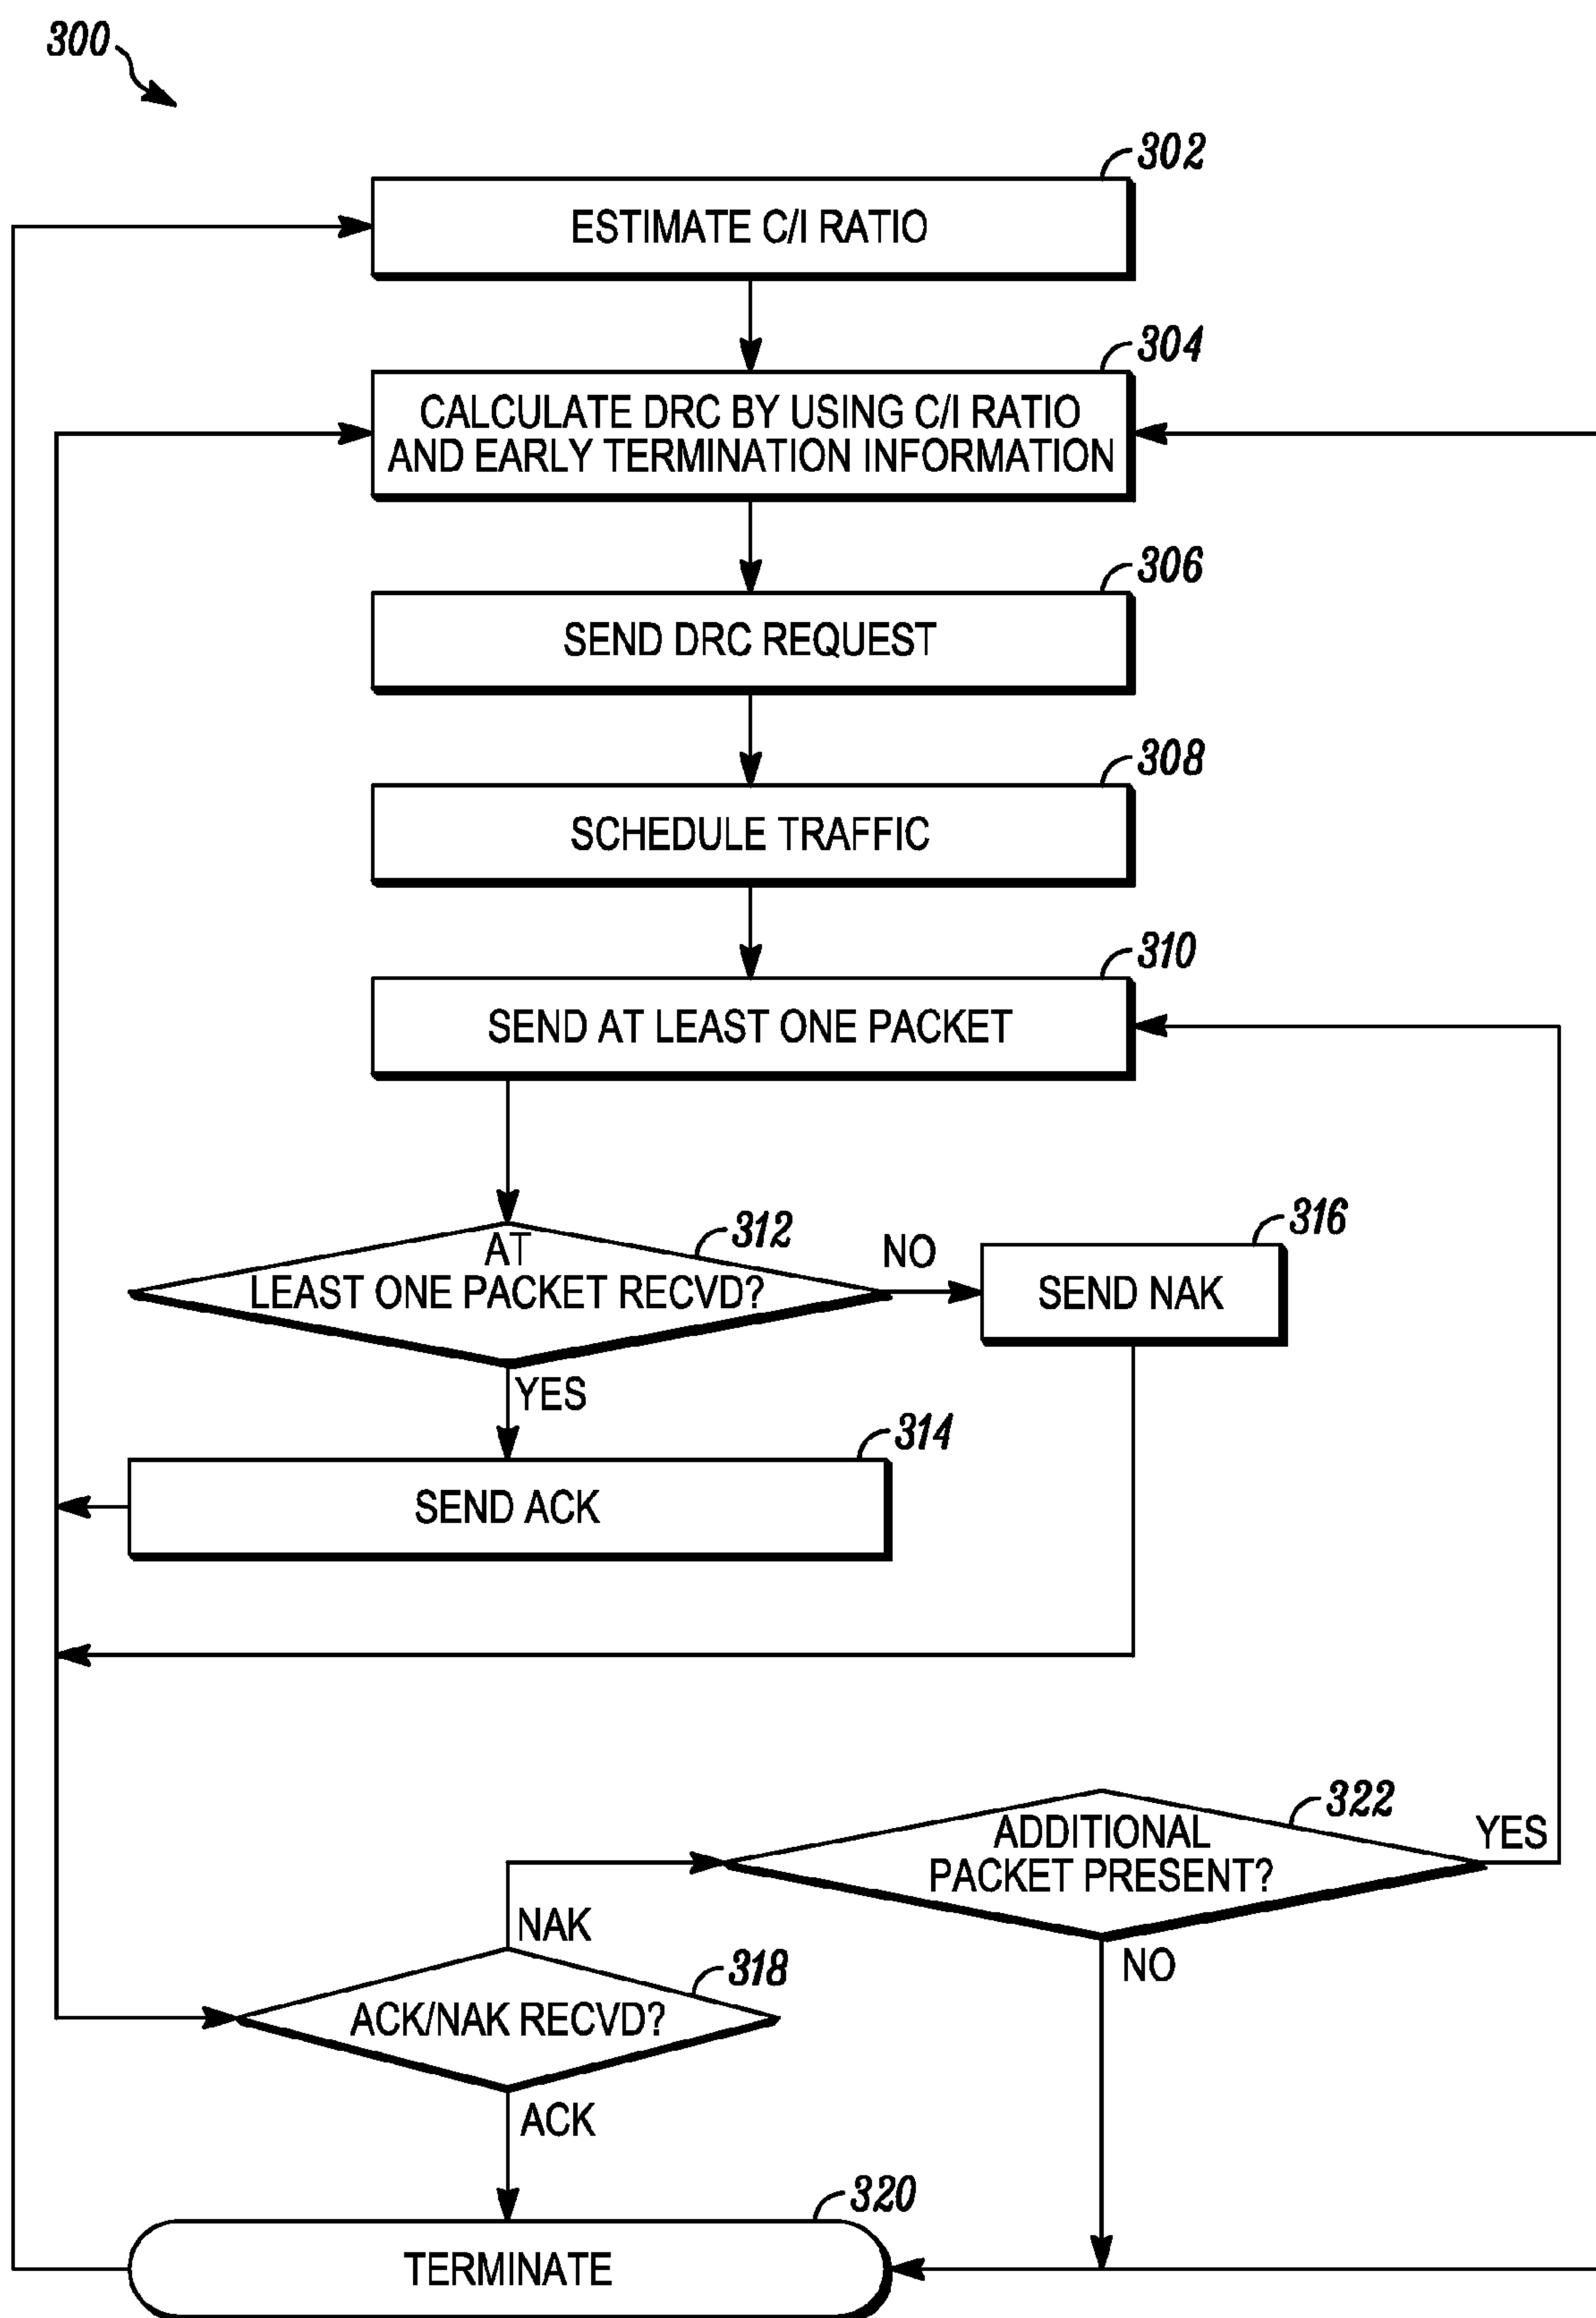 300
302
ESTIMATE C/I RATIO
304
CALCULATE DRC BY USING C/I RATIO
AND EARLY TERMINATION INFORMATION
306
SEND DRC REQUEST
308
SCHEDULE TRAFFIC
310
SEND AT LEAST ONE PACKET
312
AT
LEAST ONE PACKET RECVD?
NO
316
SEND NAK
YES
314
SEND ACK
322
ADDITIONAL
PACKET PRESENT?
YES
NAK
NO
318
ACK/NAK RECVD?
ACK
320
TERMINATE